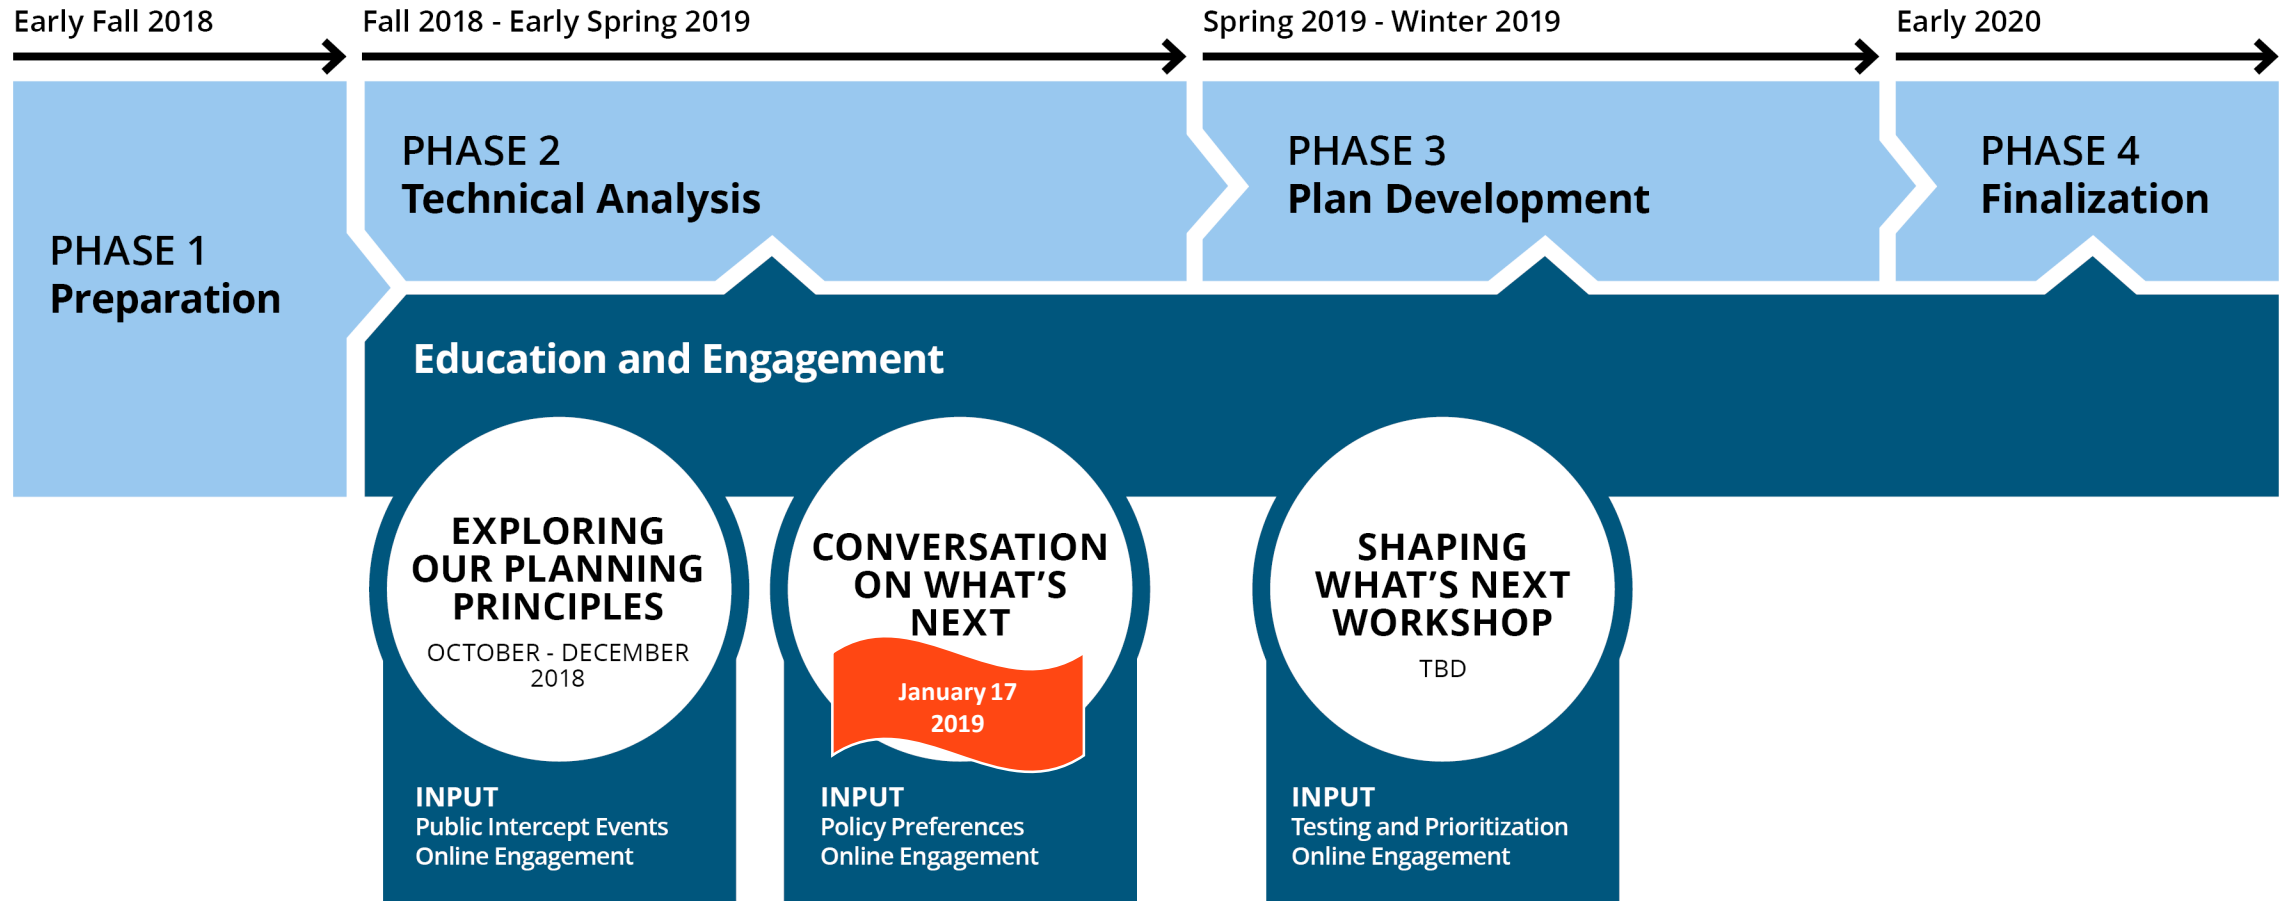 Early Fall 2018
Fall 2018 - Early Spring 2019
Spring 2019 - Winter 2019
Early 2020
PHASE 1
Preparation
PHASE 2
Technical Analysis
PHASE 3
Plan Development
PHASE 4
Finalization
Education and Engagement
EXPLORING
OUR PLANNING
PRINCIPLES
OCTOBER - DECEMBER
2018
INPUT
Public Intercept Events
Online Engagement
CONVERSATION
ON WHAT’S
NEXT
January 17
2019
INPUT
Policy Preferences
Online Engagement
SHAPING
WHAT’S NEXT
WORKSHOP
TBD
INPUT
Testing and Prioritization
Online Engagement